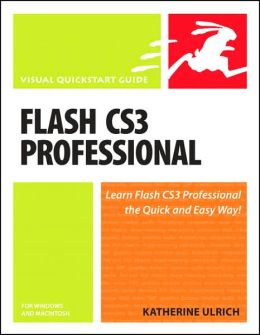 VISUAL QUICKSTART GUIDE
FLASH CS3
PROFESSIONAL
Learn Flash CS3 Professional
the Quick and Easy Way!
FOR WINDOWS
AND MACINTOSH
KATHERINE ULRICH